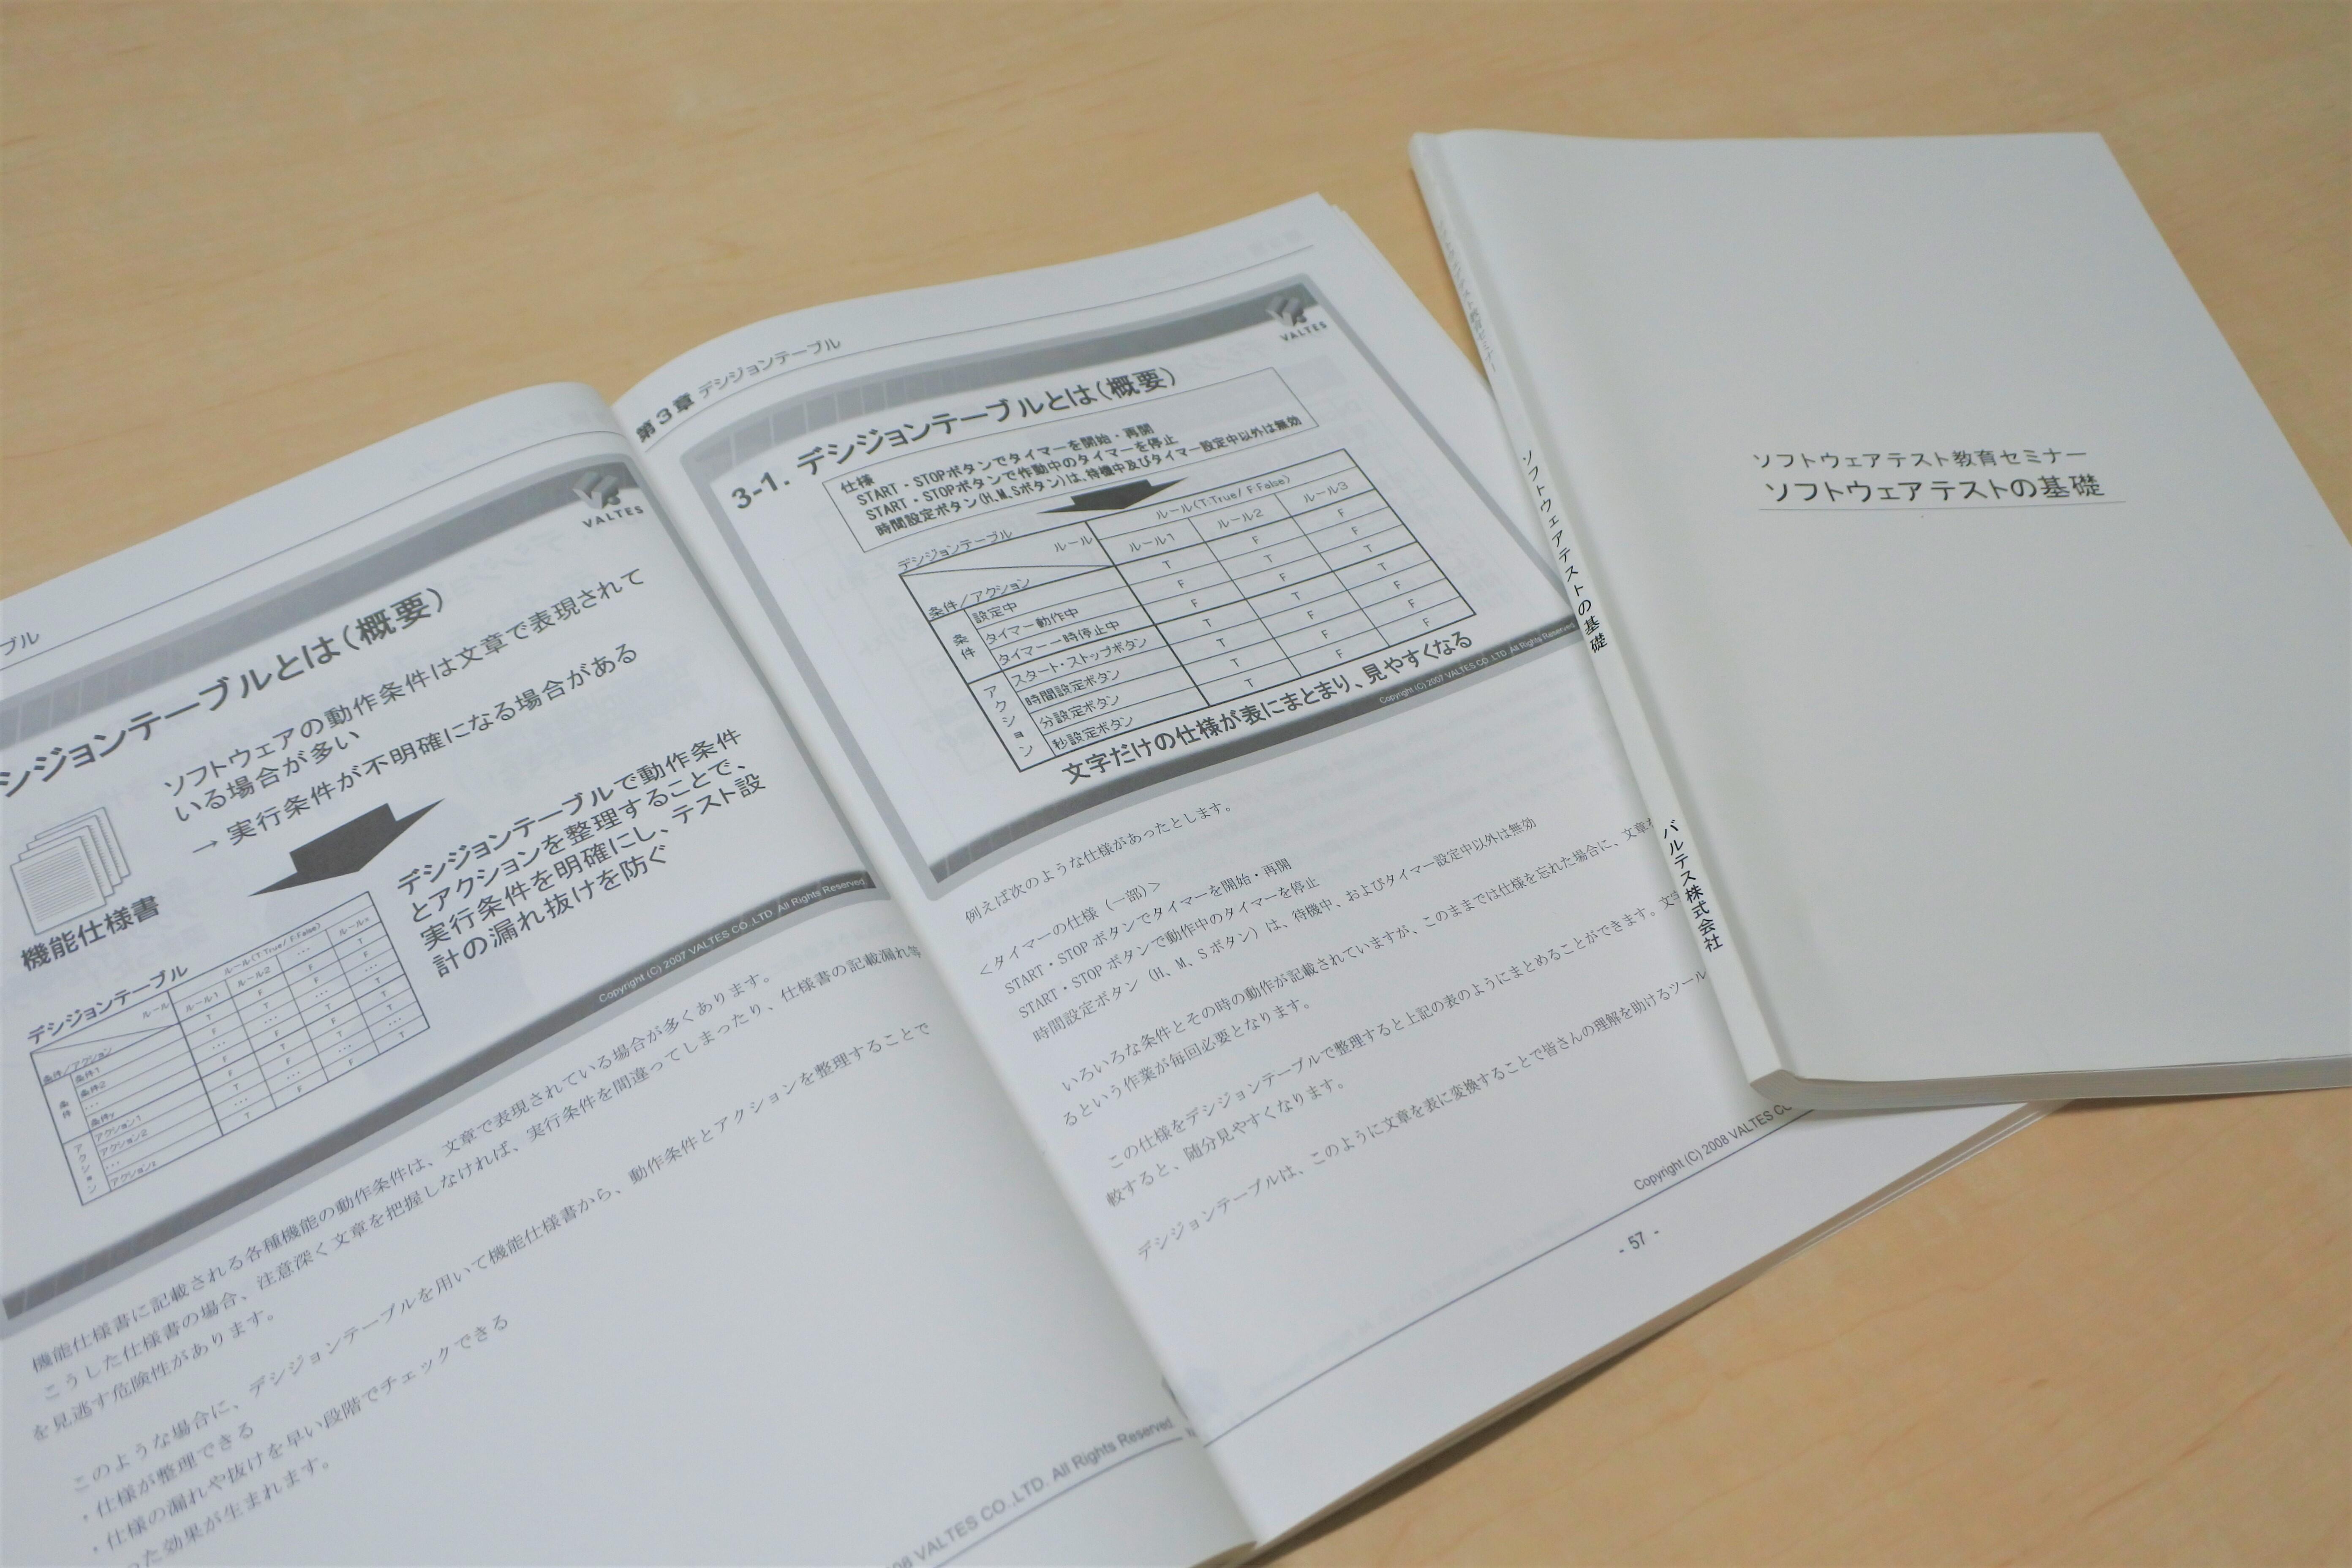 ブル
VALTES
シジョンテーブルとは（概要）
ソフトウェアの動作条件は文章で表現されて
いる場合が多い
→ 実行条件が不明確になる場合がある
機能仕様書
デシジョンテーブルで動作条件
とアクションを整理することで、
実行条件を明確にし、テスト設
計の漏れ抜けを防ぐ
デシジョンテーブル
ルール(T:True/ F:False)
ルール ルール1 ルール2 … ルールx
条件/アクション
条件
条件1 T F … T
条件2 F T … F
… … … … …
条件y F T … T
アクション
アクション1 T F … F
アクション2
…
アクションz T F T
Copyright (C) 2007 VALTES CO.,LTD All Rights Reserved
機能仕様書に記載される各種機能の動作条件は、文章で表現されている場合が多くあります。
こうした仕様書の場合、注意深く文章を把握しなければ、実行条件を間違ってしまったり、仕様書の記載漏れ等
を見逃す危険性があります。
このような場合に、デシジョンテーブルを用いて機能仕様書から、動作条件とアクションを整理することで
・仕様が整理できる
・仕様の漏れや抜けを早い段階でチェックできる
った効果が生まれます。
08 VALTES CO.,LTD. All Rights Reserved
第３章 デシジョンテーブル
VALTES
3-1. デシジョンテーブルとは（概要）
仕様
START・STOPボタンでタイマーを開始・再開
START・STOPボタンで作動中のタイマーを停止
時間設定ボタン(H,M,Sボタン)は、待機中及びタイマー設定中以外は無効
デシジョンテーブル
ルール(T:True/ F:False)
ルール ルール1 ルール2 ルール3
条件/アクション
条件
設定中 T F F
タイマー動作中 F T F
タイマー一時停止中 F F T
アクション
スタート・ストップボタン T T T
時間設定ボタン T F F
分設定ボタン T F F
秒設定ボタン T F F
文字だけの仕様が表にまとまり、見やすくなる
Copyright (C) 2007 VALTES CO.,LTD All Rights Reserved
例えば次のような仕様があったとします。
＜タイマーの仕様（一部）＞
START・STOP ボタンでタイマーを開始・再開
START・STOP ボタンで動作中のタイマーを停止
時間設定ボタン（H、M、S ボタン）は、待機中、およびタイマー設定中以外は無効
いろいろな条件とその時の動作が記載されていますが、このままでは仕様を忘れた場合に、文章を
るという作業が毎回必要となります。
この仕様をデシジョンテーブルで整理すると上記の表のようにまとめることができます。文字
較すると、随分見やすくなります。
デシジョンテーブルは、このように文章を表に変換することで皆さんの理解を助けるツール
Copyright (C) 2008 VALTES CO
- 57 -
ソフトウェアテストの基礎
バルテス株式会社
ソフトウェアテスト教育セミナー
ソフトウェアテストの基礎